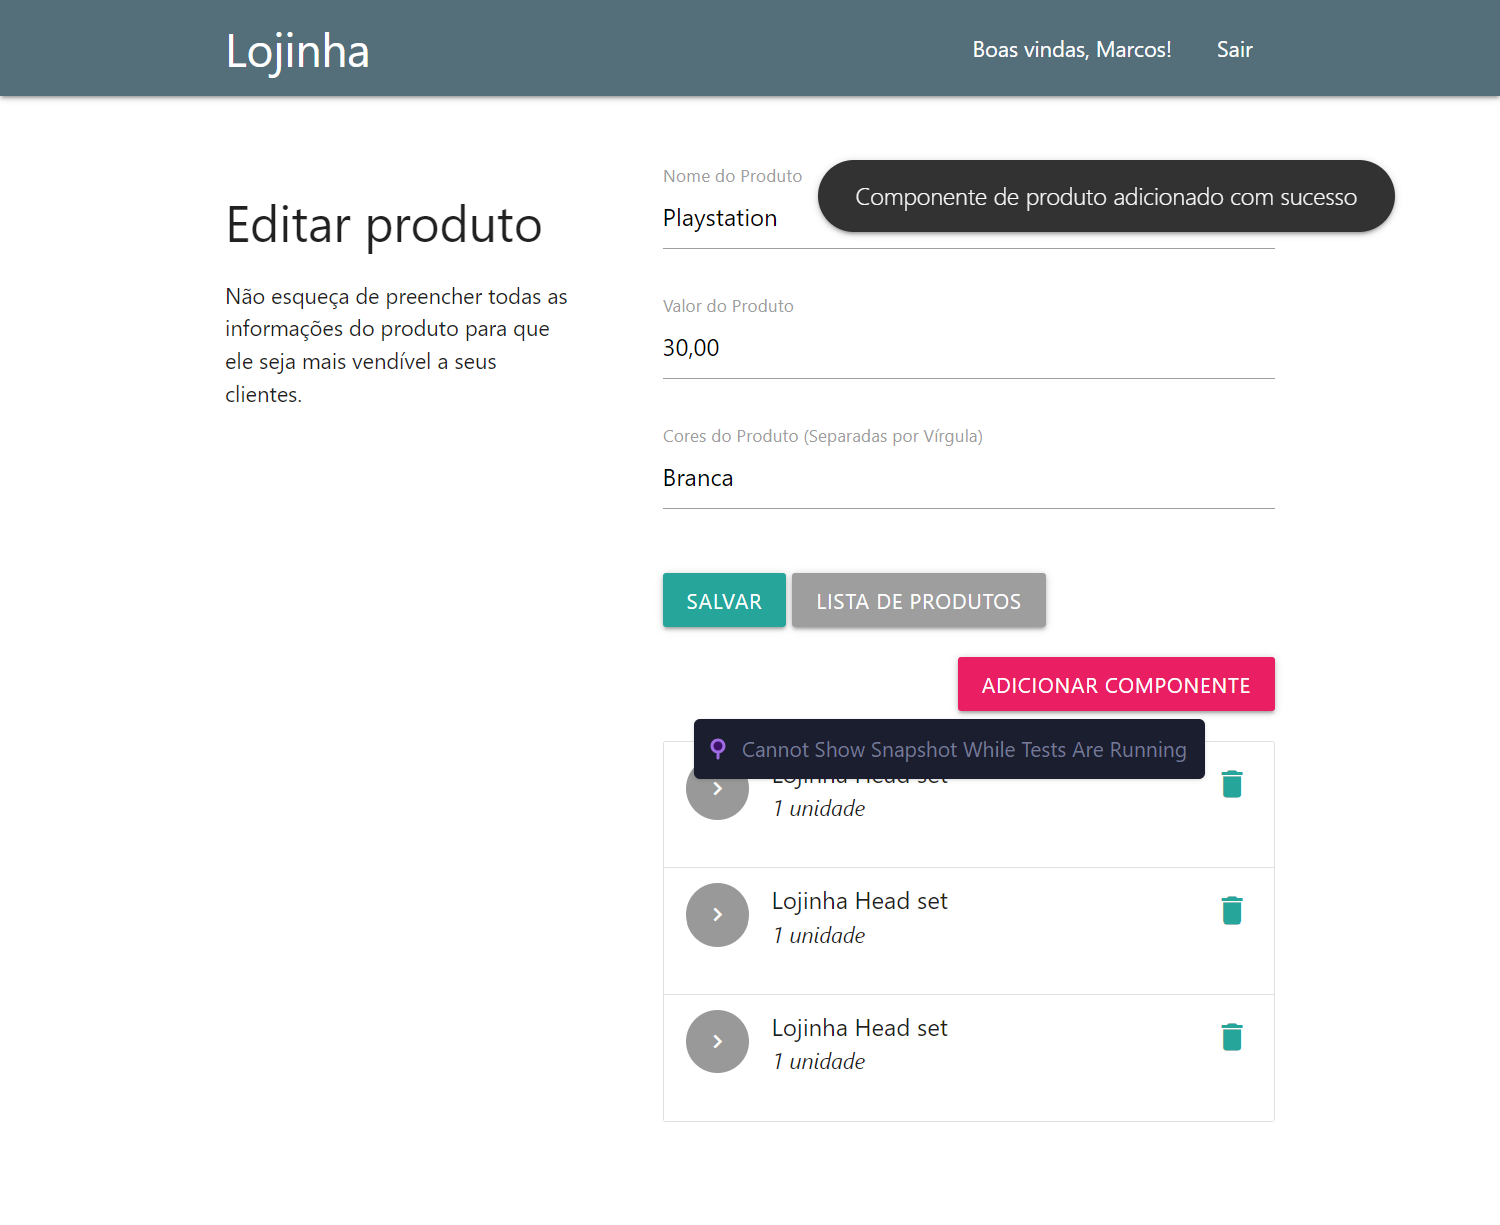 Lojinha
Boas vindas, Marcos!
Sair
Editar produto
Não esqueça de preencher todas as
informações do produto para que
ele seja mais vendível a seus
clientes.
Nome do Produto
Componente de produto adicionado com sucesso
Playstation
Valor do Produto
30,00
Cores do Produto (Separadas por Vírgula)
Branca
SALVAR
LISTA DE PRODUTOS
ADICIONAR COMPONENTE
Cannot Show Snapshot While Tests Are Running
Lojinha Head set
1 unidade
Lojinha Head set
1 unidade
Lojinha Head set
1 unidade